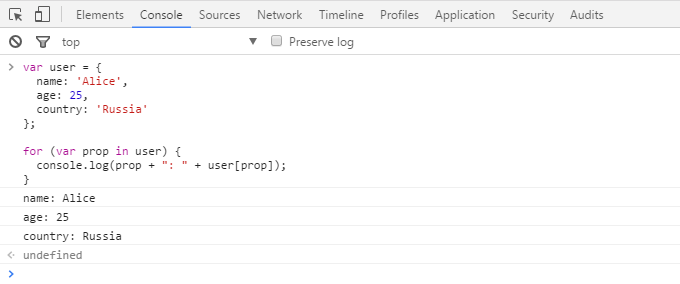 Elements Console Sources Network Timeline Profiles Application Security Audits
top Preserve log
var user = {
  name: 'Alice',
  age: 25,
  country: 'Russia'
};

for (var prop in user) {
  console.log(prop + ": " + user[prop]);
}
name: Alice
age: 25
country: Russia
undefined